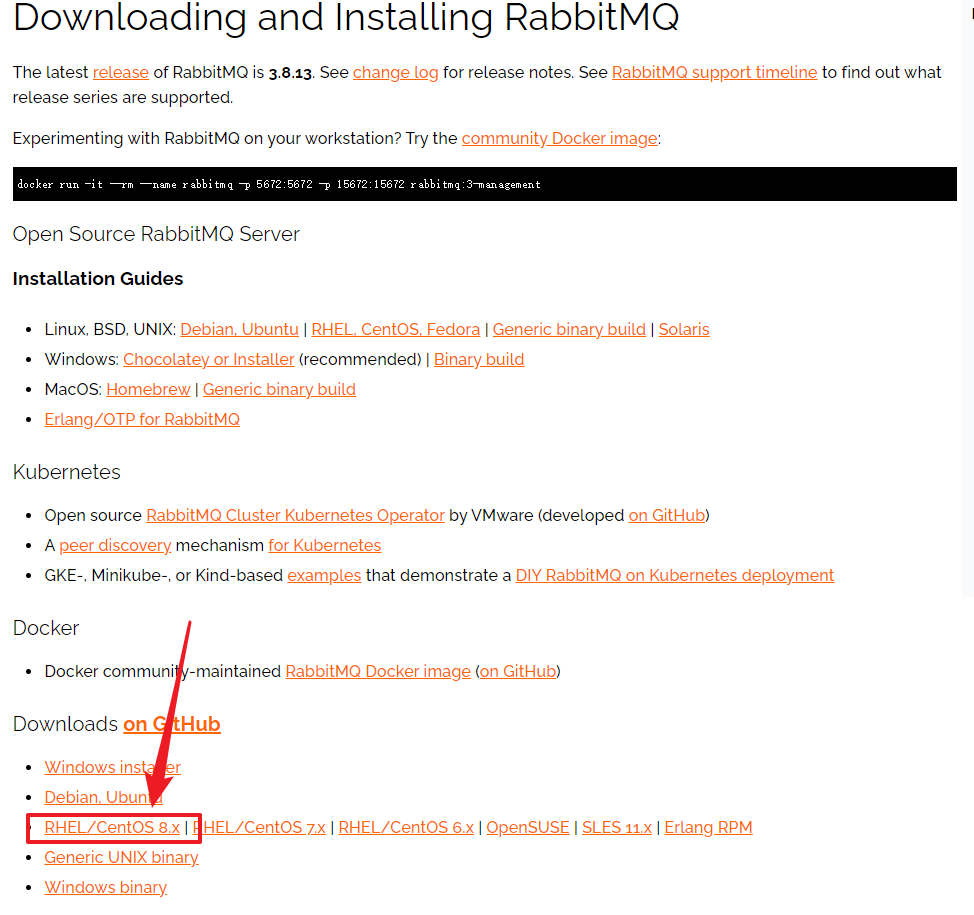 Downloading and Installing RabbitMQ
The latest release of RabbitMQ is 3.8.13. See change log for release notes. See RabbitMQ support timeline to find out what
release series are supported.
Experimenting with RabbitMQ on your workstation? Try the community Docker image:
docker run -it --rm --name rabbitmq -p 5672:5672 -p 15672:15672 rabbitmq:3-management
Open Source RabbitMQ Server
Installation Guides
• Linux, BSD, UNIX: Debian, Ubuntu | RHEL, CentOS, Fedora | Generic binary build | Solaris
• Windows: Chocolatey or Installer (recommended) | Binary build
• MacOS: Homebrew | Generic binary build
• Erlang/OTP for RabbitMQ
Kubernetes
• Open source RabbitMQ Cluster Kubernetes Operator by VMware (developed on GitHub)
• A peer discovery mechanism for Kubernetes
• GKE-, Minikube-, or Kind-based examples that demonstrate a DIY RabbitMQ on Kubernetes deployment
Docker
• Docker community-maintained RabbitMQ Docker image (on GitHub)
Downloads on GitHub
• Windows installer
• Debian, Ubuntu
• RHEL/CentOS 8.x | RHEL/CentOS 7.x | RHEL/CentOS 6.x | OpenSUSE | SLES 11.x | Erlang RPM
• Generic UNIX binary
• Windows binary